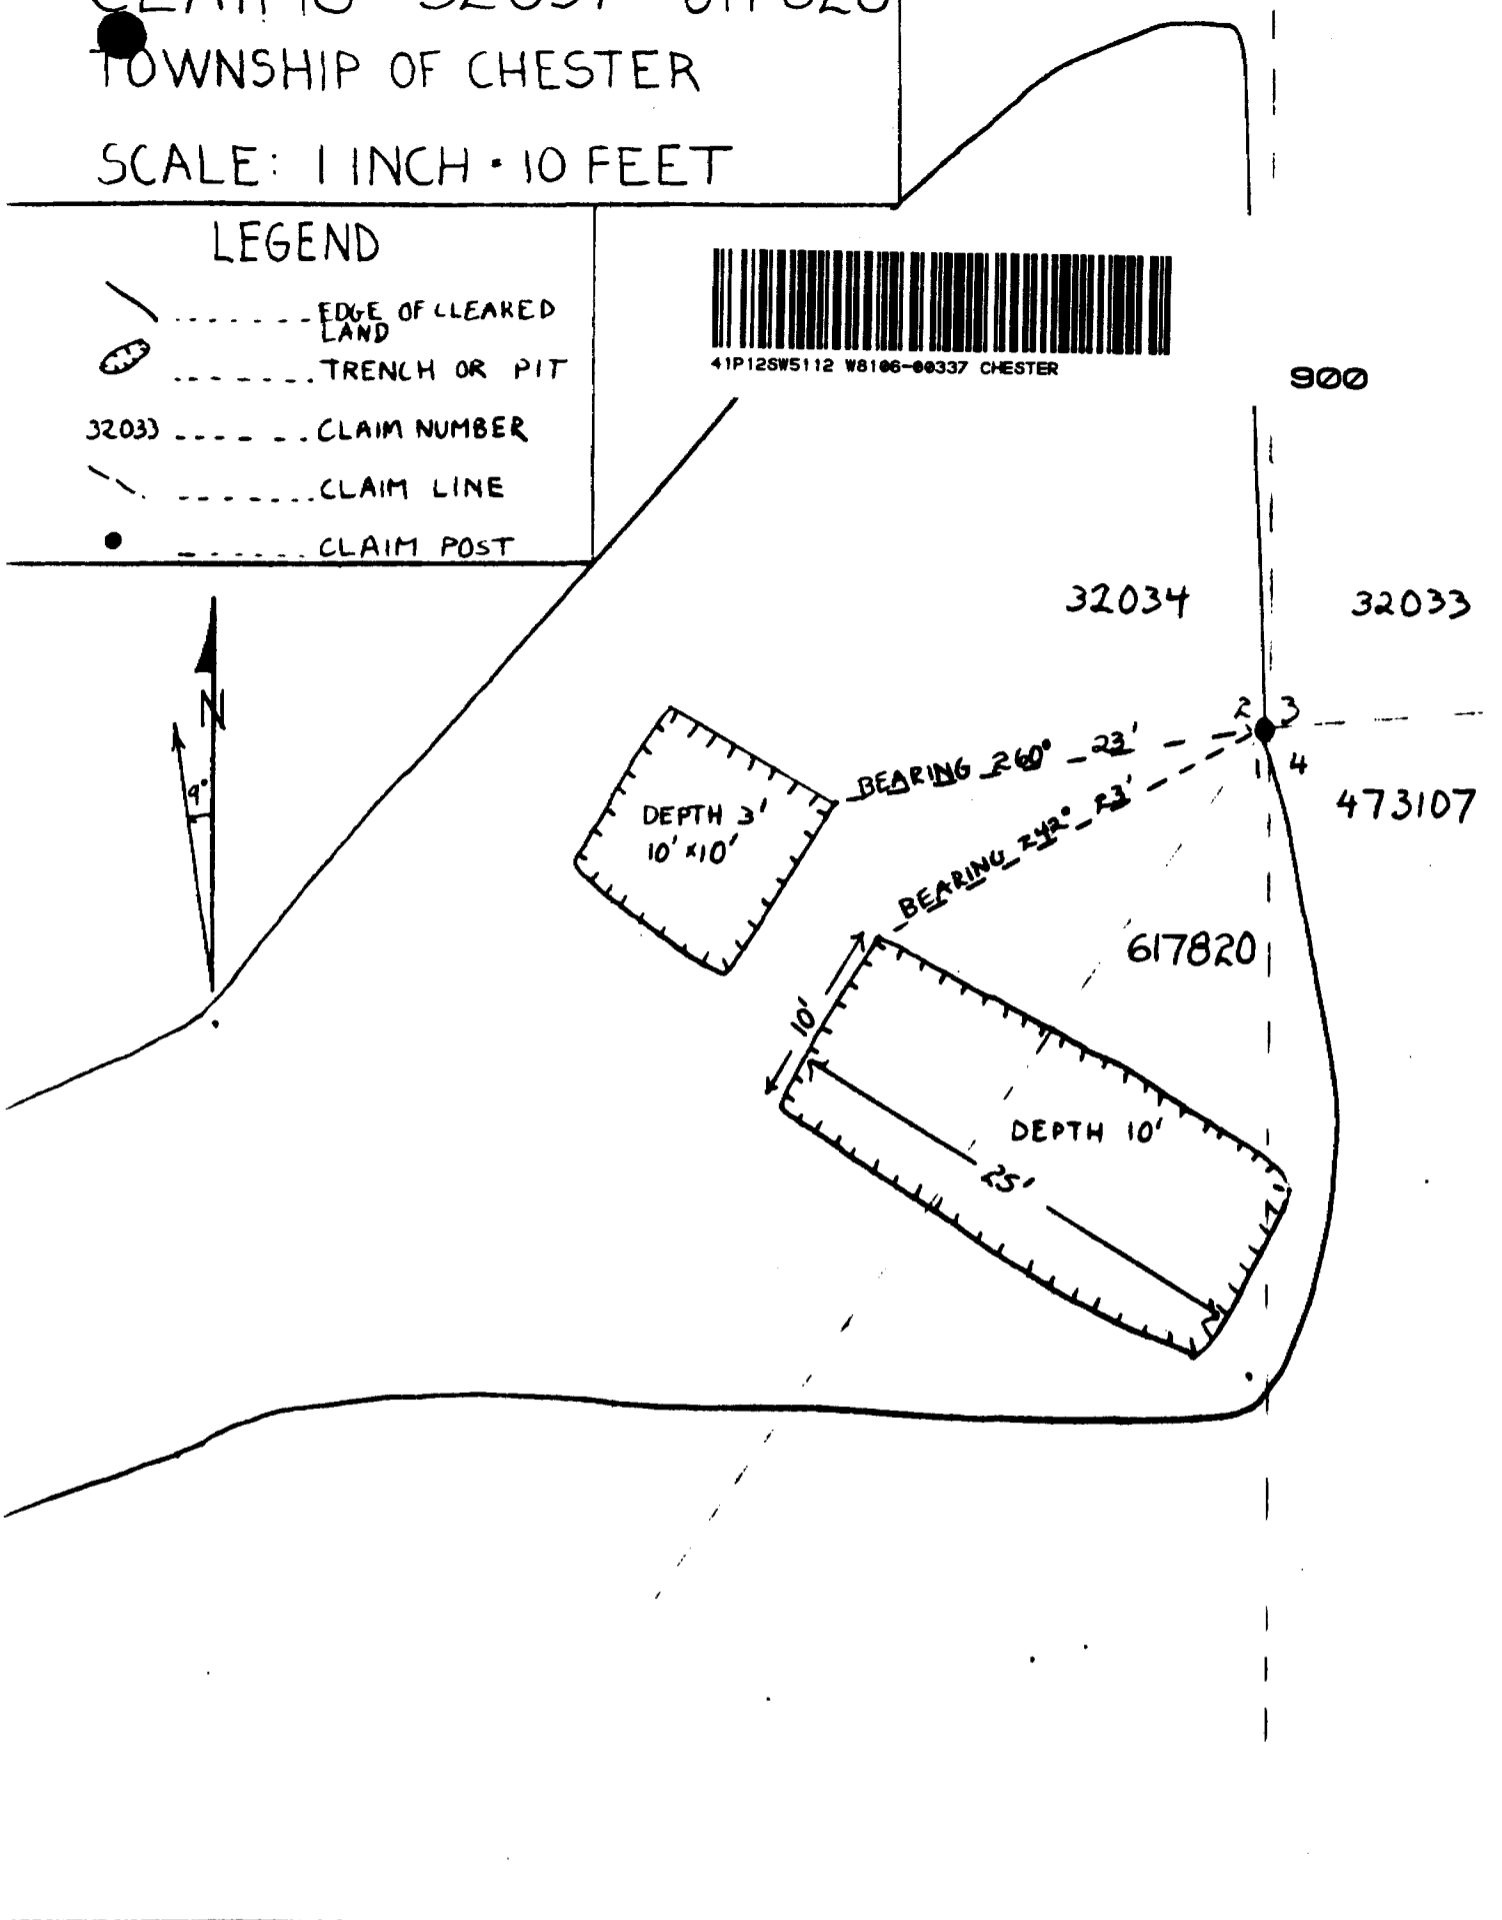 TOWNSHIP OF CHESTER
SCALE: 1 INCH · 10 FEET
LEGEND
EDGE OF CLEARED
LAND
TRENCH OR PIT
32033 CLAIM NUMBER
CLAIM LINE
CLAIM POST
41P12SW5112 W8106-00337 CHESTER
900
N
9°
32034
32033
2 3
1 4
473107
617820
BEARING 260° 23'
BEARING 242° 23'
DEPTH 3'
10' x 10'
10'
DEPTH 10'
25'